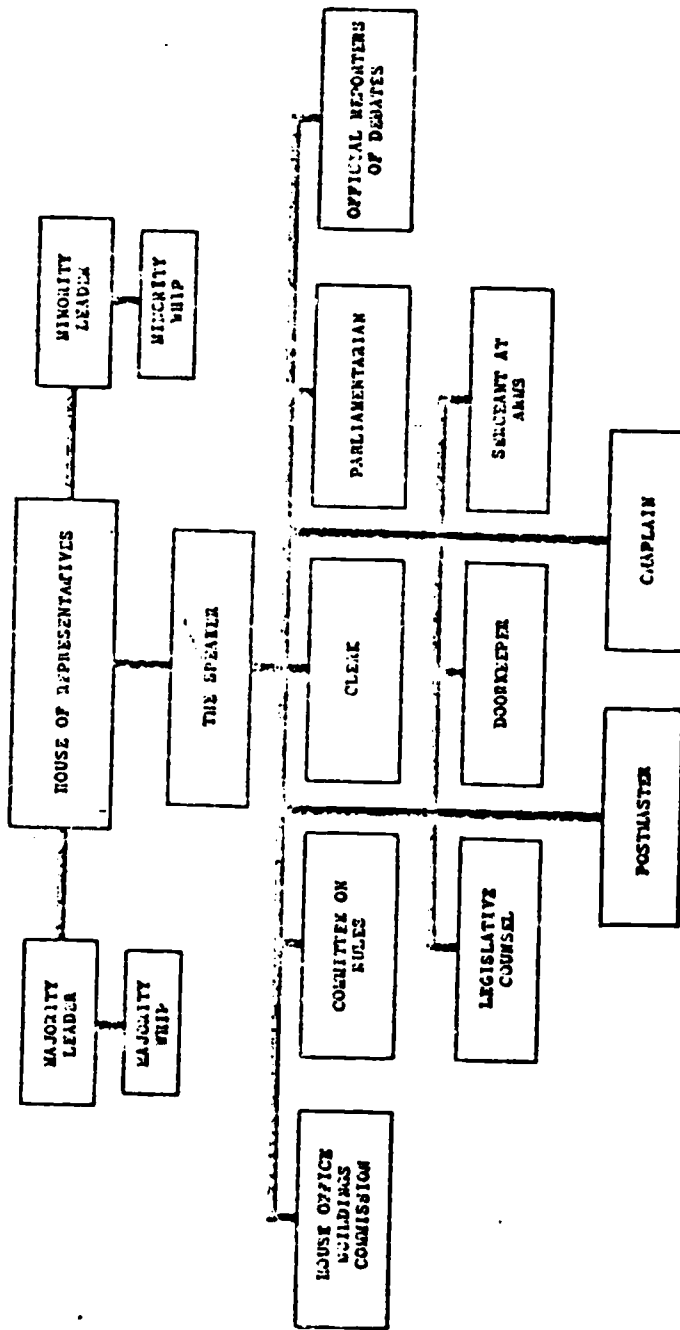 HOUSE OF REPRESENTATIVES
MAJORITY
LEADER
MINORITY
LEADER
MAJORITY
WHIP
MINORITY
WHIP
THE SPEAKER
HOUSE OFFICE
BUILDINGS
COMMISSION
COMMITTEE ON
RULES
CLERK
PARLIAMENTARIAN
OFFICIAL REPORTERS
OF DEBATES
LEGISLATIVE
COUNSEL
DOORKEEPER
SERGEANT AT
ARMS
POSTMASTER
CHAPLAIN